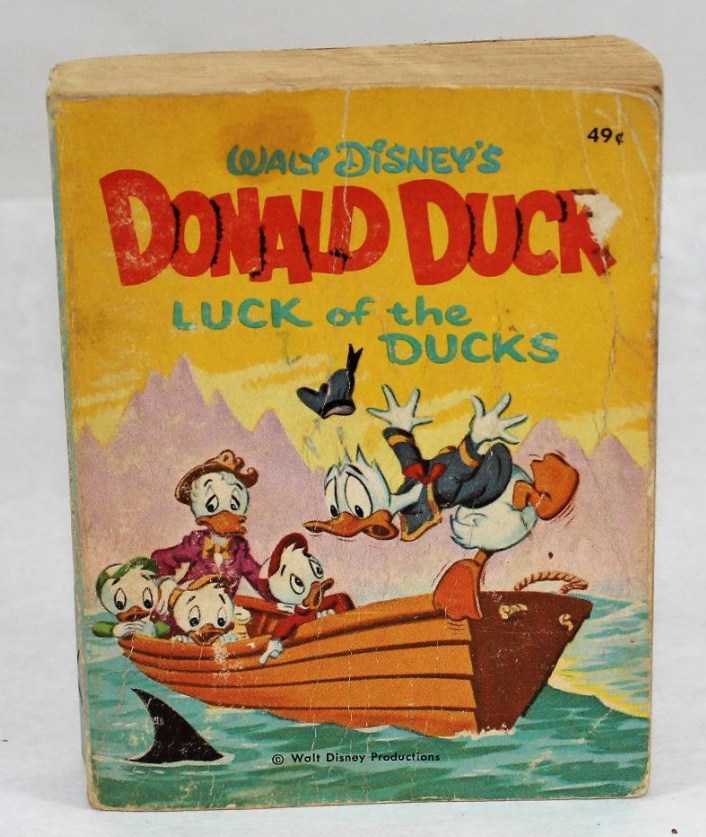 49¢
WALT DISNEY'S
DONALD DUCK
LUCK of the
DUCKS
© Walt Disney Productions